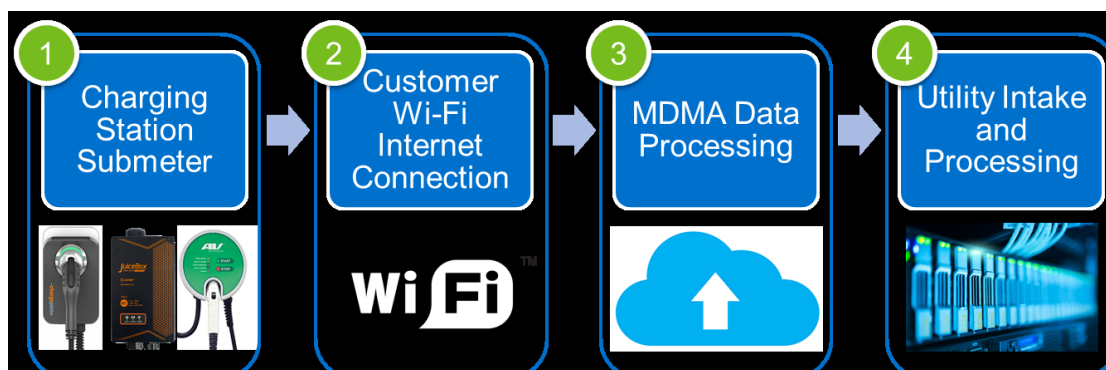 1
Charging
Station
Submeter
2
Customer
Wi-Fi
Internet
Connection
3
MDMA Data
Processing
4
Utility Intake
and
Processing
JuiceBox
AV
START
STOP
Wi Fi TM